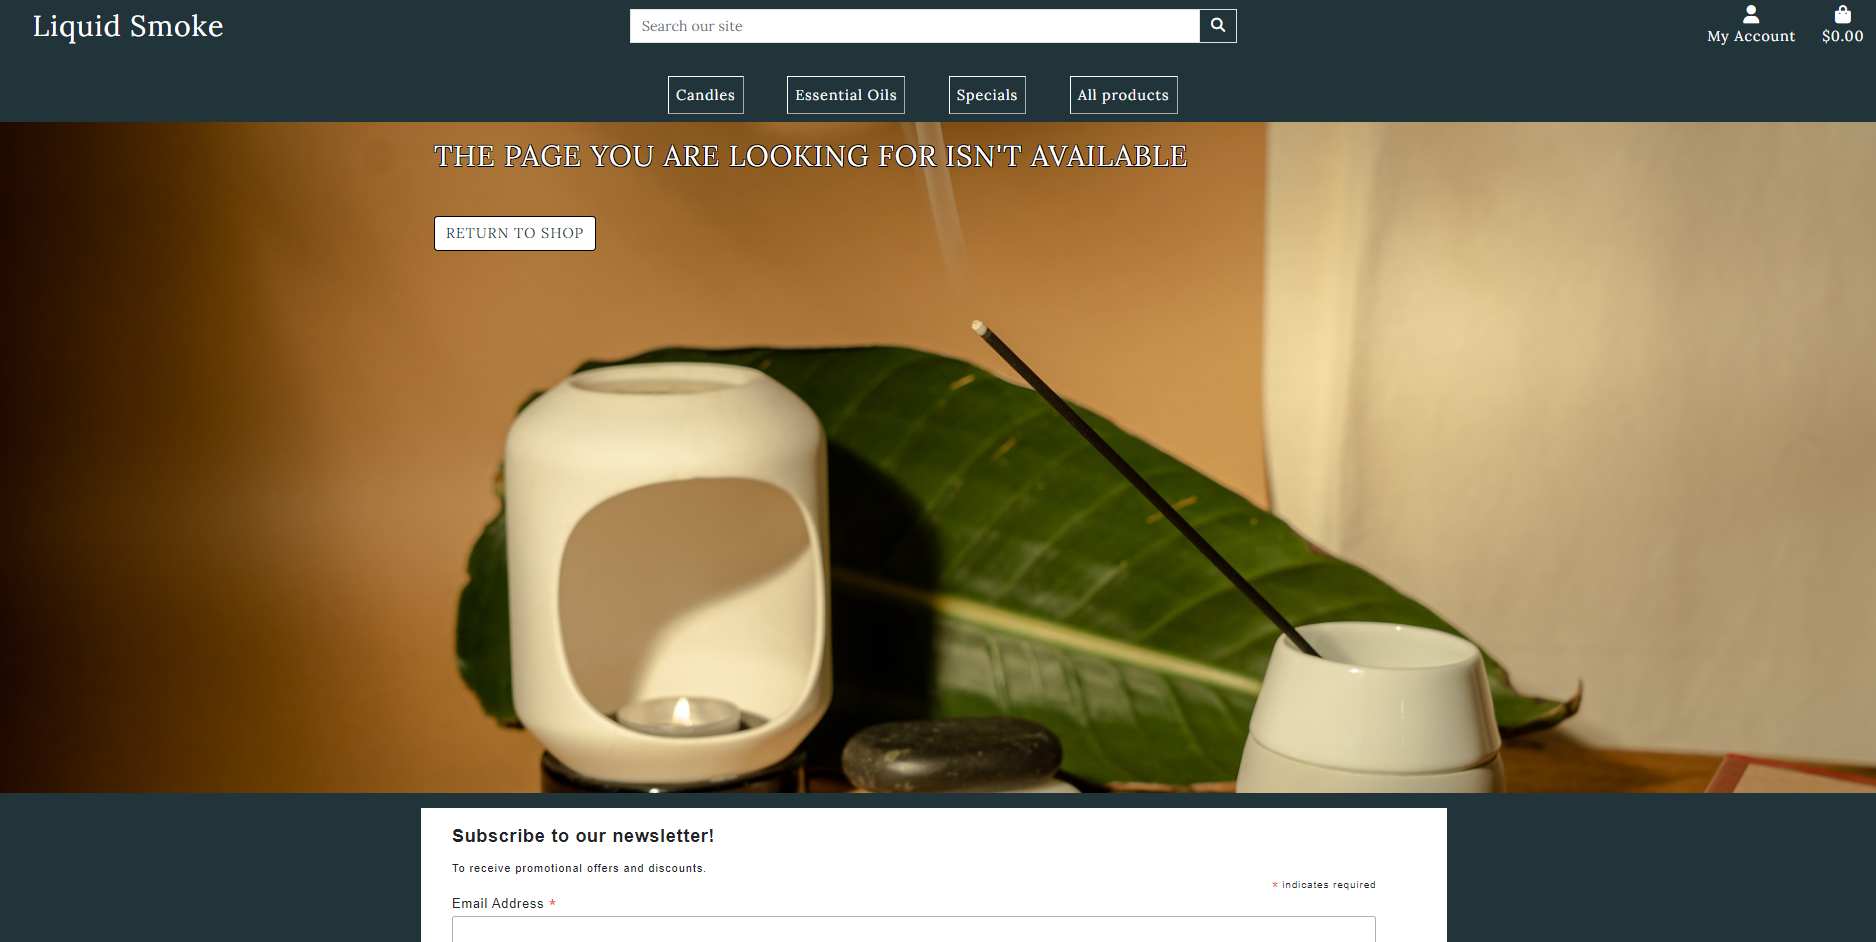 Liquid Smoke
Search our site
My Account
$0.00
Candles
Essential Oils
Specials
All products
THE PAGE YOU ARE LOOKING FOR ISN'T AVAILABLE
RETURN TO SHOP
Subscribe to our newsletter!
To receive promotional offers and discounts.
* indicates required
Email Address *